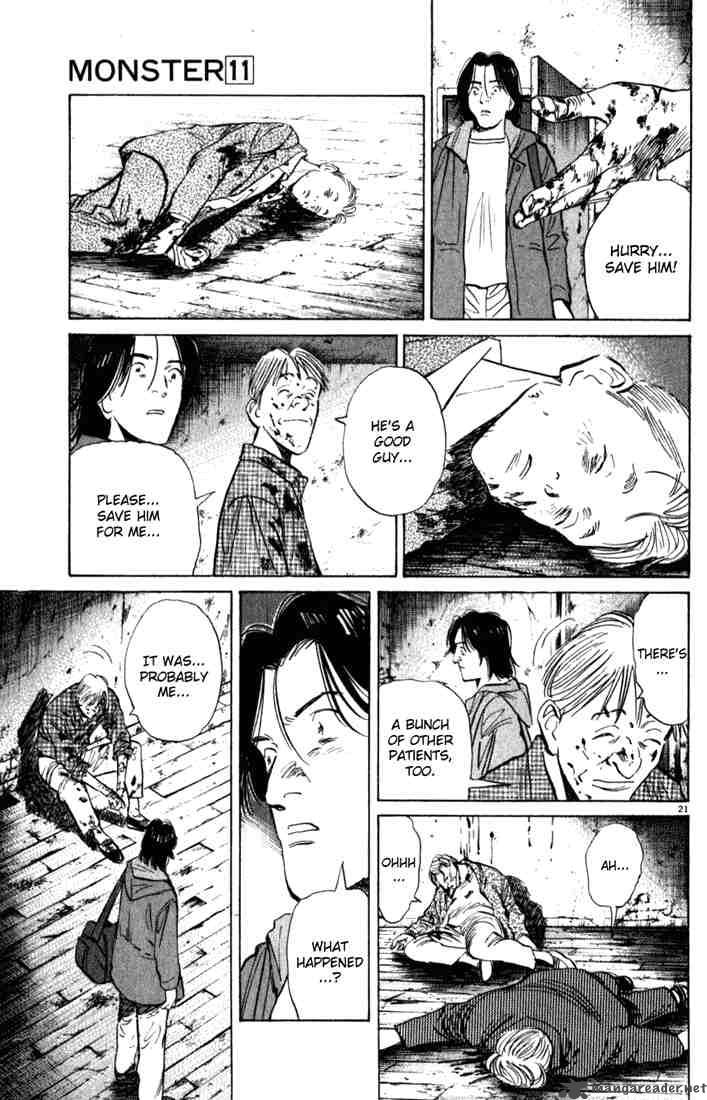 MONSTER 11
HURRY...
SAVE HIM!
HE'S A
GOOD
GUY...
PLEASE...
SAVE HIM
FOR ME...
THERE'S
...
A BUNCH
OF OTHER
PATIENTS,
TOO.
21
AH...
OHHH
...
WHAT
HAPPENED
...?
IT WAS...
PROBABLY
ME...
mangareader.net